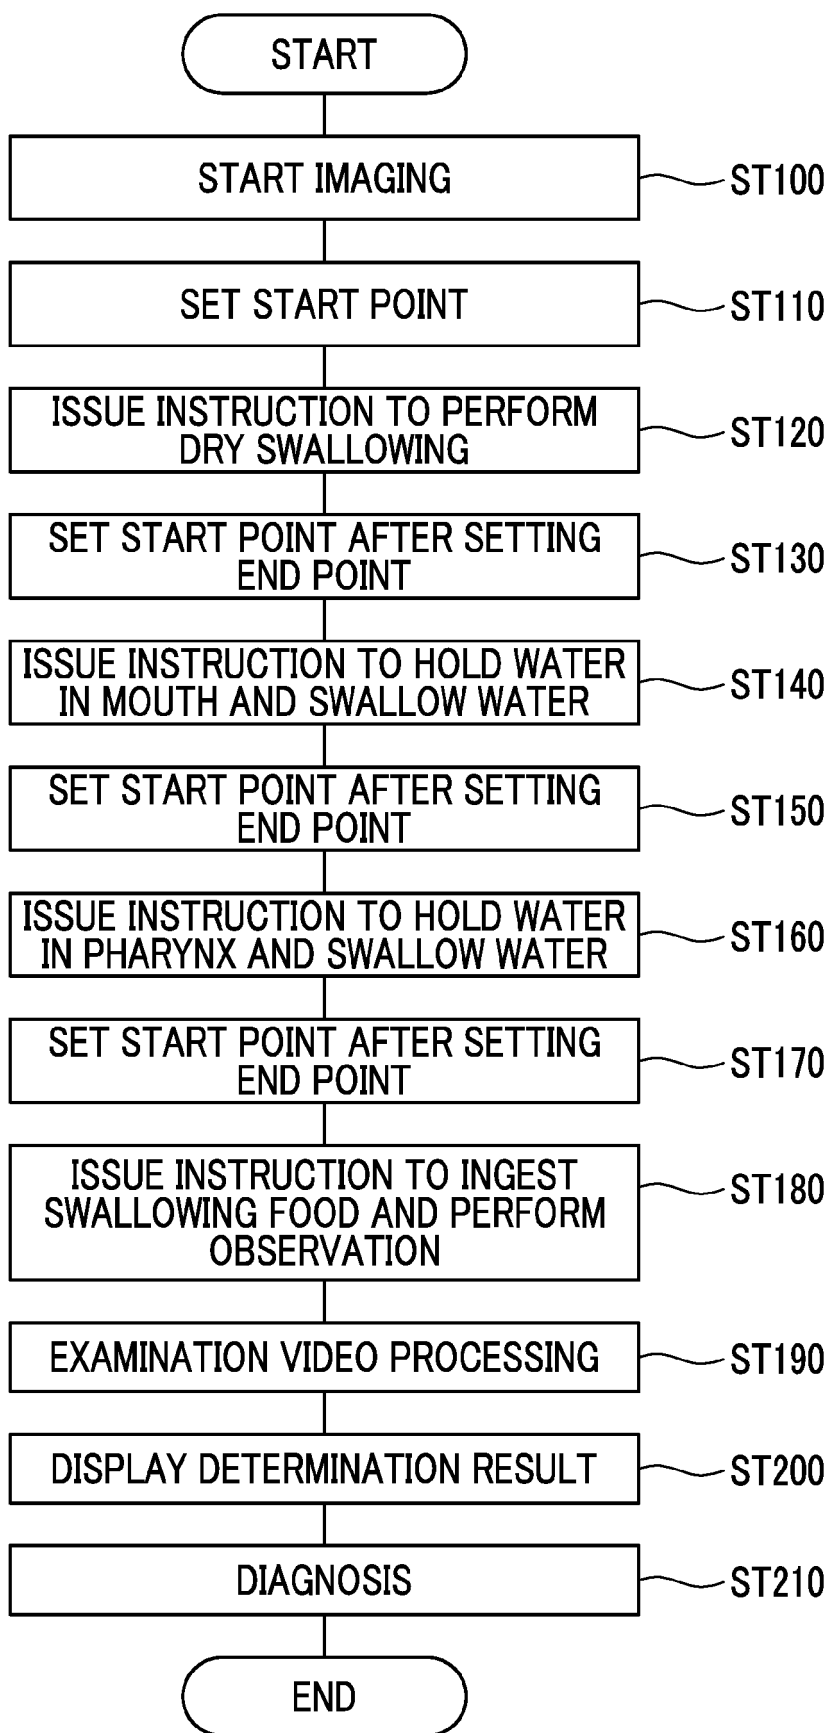 START
START IMAGING
ST100
SET START POINT
ST110
ISSUE INSTRUCTION TO PERFORM
DRY SWALLOWING
ST120
SET START POINT AFTER SETTING
END POINT
ST130
ISSUE INSTRUCTION TO HOLD WATER
IN MOUTH AND SWALLOW WATER
ST140
SET START POINT AFTER SETTING
END POINT
ST150
ISSUE INSTRUCTION TO HOLD WATER
IN PHARYNX AND SWALLOW WATER
ST160
SET START POINT AFTER SETTING
END POINT
ST170
ISSUE INSTRUCTION TO INGEST
SWALLOWING FOOD AND PERFORM
OBSERVATION
ST180
EXAMINATION VIDEO PROCESSING
ST190
DISPLAY DETERMINATION RESULT
ST200
DIAGNOSIS
ST210
END